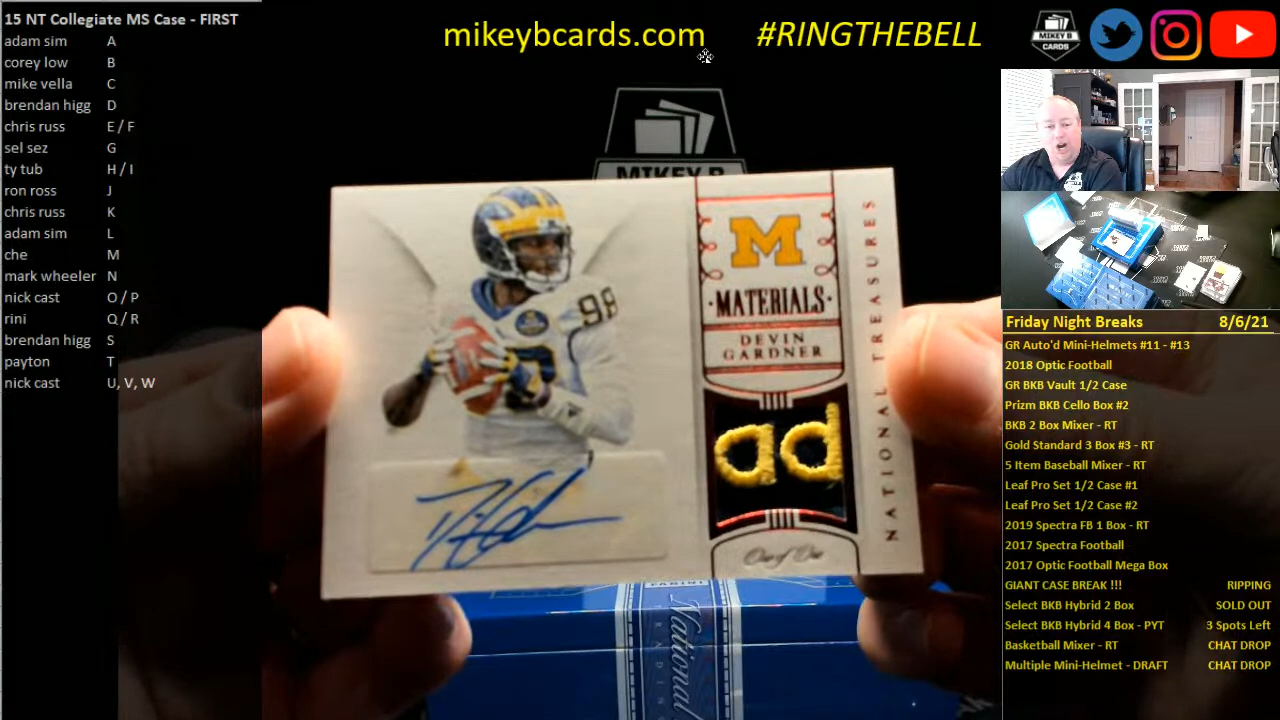 15 NT Collegiate MS Case - FIRST
adam sim A
corey low B
mike vella C
brendan higg D
chris russ E / F
sel sez G
ty tub H / I
ron ross J
chris russ K
adam sim L
che M
mark wheeler N
nick cast O / P
rini Q / R
brendan higg S
payton T
nick cast U, V, W
mikeybcards.com #RINGTHEBELL
MIKEY B
CARDS
MIKEY B
98
M
MATERIALS
DEVIN
GARDNER
ad
One of One
NATIONAL TREASURES
PANINI
National
Friday Night Breaks 8/6/21
GR Auto'd Mini-Helmets #11 - #13
2018 Optic Football
GR BKB Vault 1/2 Case
Prizm BKB Cello Box #2
BKB 2 Box Mixer - RT
Gold Standard 3 Box #3 - RT
5 Item Baseball Mixer - RT
Leaf Pro Set 1/2 Case #1
Leaf Pro Set 1/2 Case #2
2019 Spectra FB 1 Box - RT
2017 Spectra Football
2017 Optic Football Mega Box
GIANT CASE BREAK !!! RIPPING
Select BKB Hybrid 2 Box SOLD OUT
Select BKB Hybrid 4 Box - PYT 3 Spots Left
Basketball Mixer - RT CHAT DROP
Multiple Mini-Helmet - DRAFT CHAT DROP